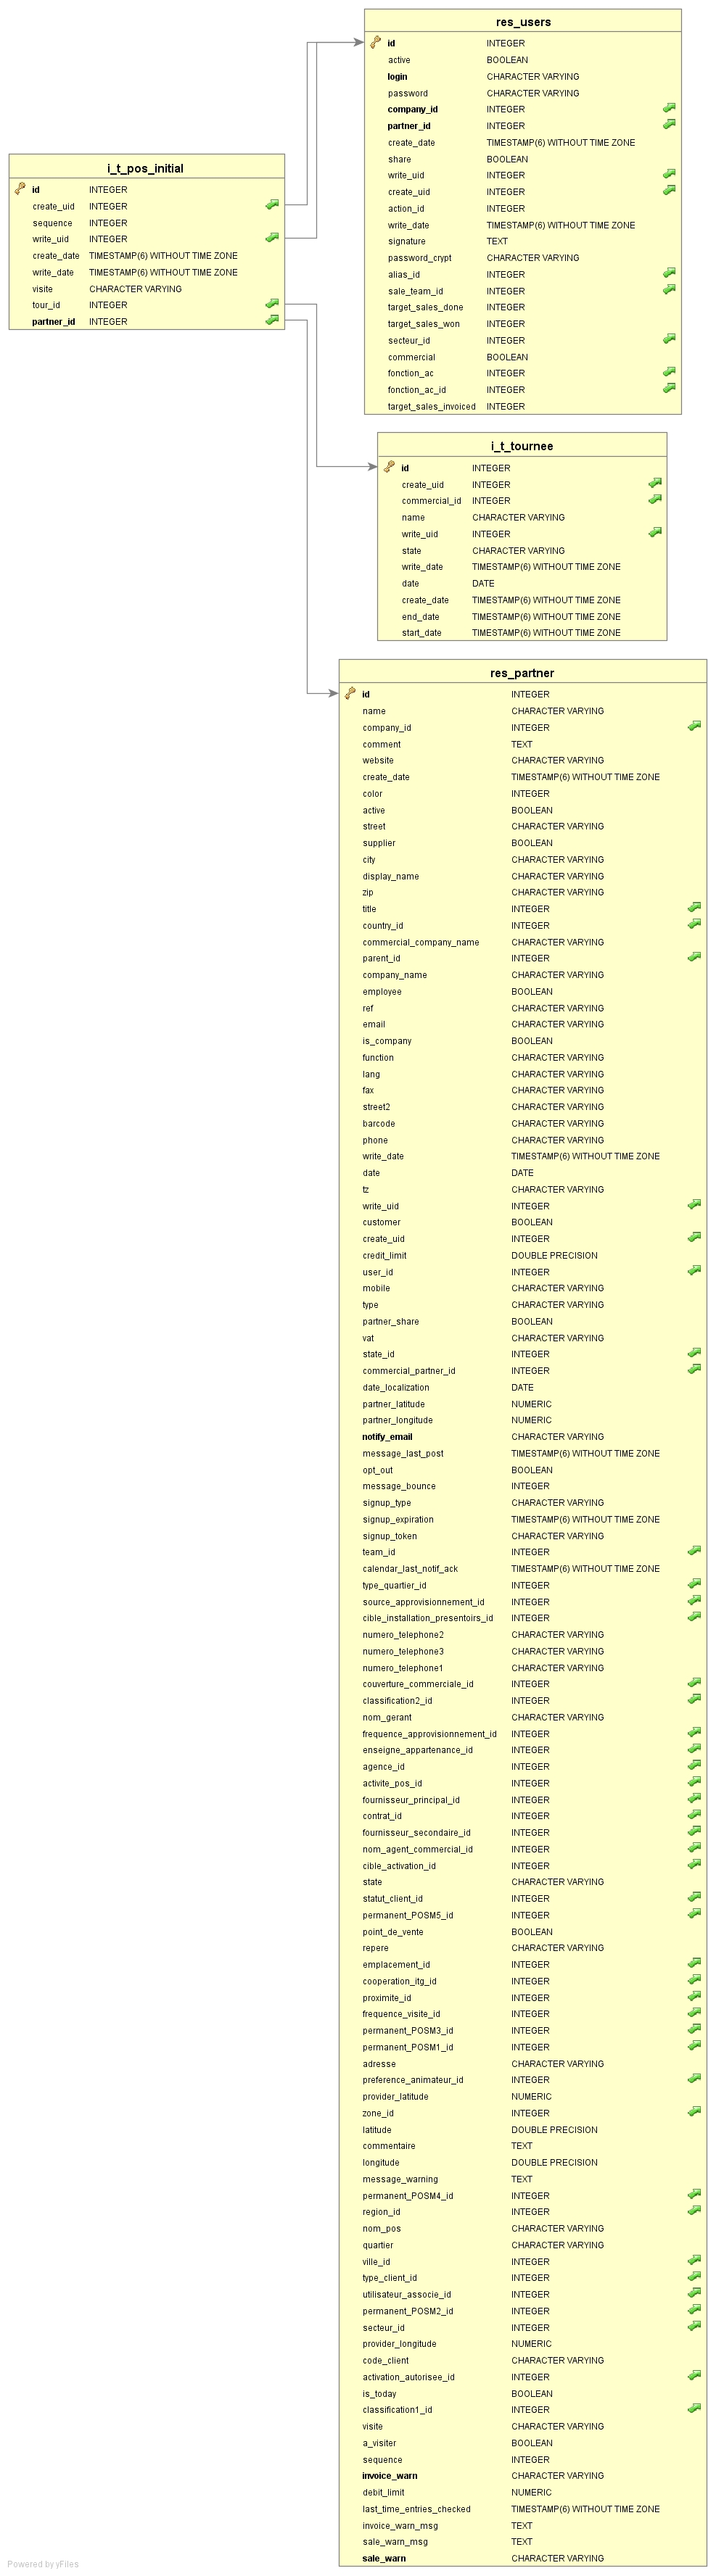 res_users
id INTEGER
active BOOLEAN
login CHARACTER VARYING
password CHARACTER VARYING
company_id INTEGER
partner_id INTEGER
create_date TIMESTAMP(6) WITHOUT TIME ZONE
share BOOLEAN
write_uid INTEGER
create_uid INTEGER
action_id INTEGER
write_date TIMESTAMP(6) WITHOUT TIME ZONE
signature TEXT
password_crypt CHARACTER VARYING
alias_id INTEGER
sale_team_id INTEGER
target_sales_done INTEGER
target_sales_won INTEGER
secteur_id INTEGER
commercial BOOLEAN
fonction_ac INTEGER
fonction_ac_id INTEGER
target_sales_invoiced INTEGER
i_t_pos_initial
id INTEGER
create_uid INTEGER
sequence INTEGER
write_uid INTEGER
create_date TIMESTAMP(6) WITHOUT TIME ZONE
write_date TIMESTAMP(6) WITHOUT TIME ZONE
visite CHARACTER VARYING
tour_id INTEGER
partner_id INTEGER
i_t_tournee
id INTEGER
create_uid INTEGER
commercial_id INTEGER
name CHARACTER VARYING
write_uid INTEGER
state CHARACTER VARYING
write_date TIMESTAMP(6) WITHOUT TIME ZONE
date DATE
create_date TIMESTAMP(6) WITHOUT TIME ZONE
end_date TIMESTAMP(6) WITHOUT TIME ZONE
start_date TIMESTAMP(6) WITHOUT TIME ZONE
res_partner
id INTEGER
name CHARACTER VARYING
company_id INTEGER
comment TEXT
website CHARACTER VARYING
create_date TIMESTAMP(6) WITHOUT TIME ZONE
color INTEGER
active BOOLEAN
street CHARACTER VARYING
supplier BOOLEAN
city CHARACTER VARYING
display_name CHARACTER VARYING
zip CHARACTER VARYING
title INTEGER
country_id INTEGER
commercial_company_name CHARACTER VARYING
parent_id INTEGER
company_name CHARACTER VARYING
employee BOOLEAN
ref CHARACTER VARYING
email CHARACTER VARYING
is_company BOOLEAN
function CHARACTER VARYING
lang CHARACTER VARYING
fax CHARACTER VARYING
street2 CHARACTER VARYING
barcode CHARACTER VARYING
phone CHARACTER VARYING
write_date TIMESTAMP(6) WITHOUT TIME ZONE
date DATE
tz CHARACTER VARYING
write_uid INTEGER
customer BOOLEAN
create_uid INTEGER
credit_limit DOUBLE PRECISION
user_id INTEGER
mobile CHARACTER VARYING
type CHARACTER VARYING
partner_share BOOLEAN
vat CHARACTER VARYING
state_id INTEGER
commercial_partner_id INTEGER
date_localization DATE
partner_latitude NUMERIC
partner_longitude NUMERIC
notify_email CHARACTER VARYING
message_last_post TIMESTAMP(6) WITHOUT TIME ZONE
opt_out BOOLEAN
message_bounce INTEGER
signup_type CHARACTER VARYING
signup_expiration TIMESTAMP(6) WITHOUT TIME ZONE
signup_token CHARACTER VARYING
team_id INTEGER
calendar_last_notif_ack TIMESTAMP(6) WITHOUT TIME ZONE
type_quartier_id INTEGER
source_approvisionnement_id INTEGER
cible_installation_presentoirs_id INTEGER
numero_telephone2 CHARACTER VARYING
numero_telephone3 CHARACTER VARYING
numero_telephone1 CHARACTER VARYING
couverture_commerciale_id INTEGER
classification2_id INTEGER
nom_gerant CHARACTER VARYING
frequence_approvisionnement_id INTEGER
enseigne_appartenance_id INTEGER
agence_id INTEGER
activite_pos_id INTEGER
fournisseur_principal_id INTEGER
contrat_id INTEGER
fournisseur_secondaire_id INTEGER
nom_agent_commercial_id INTEGER
cible_activation_id INTEGER
state CHARACTER VARYING
statut_client_id INTEGER
permanent_POSM5_id INTEGER
point_de_vente BOOLEAN
repere CHARACTER VARYING
emplacement_id INTEGER
cooperation_itg_id INTEGER
proximite_id INTEGER
frequence_visite_id INTEGER
permanent_POSM3_id INTEGER
permanent_POSM1_id INTEGER
adresse CHARACTER VARYING
preference_animateur_id INTEGER
provider_latitude NUMERIC
zone_id INTEGER
latitude DOUBLE PRECISION
commentaire TEXT
longitude DOUBLE PRECISION
message_warning TEXT
permanent_POSM4_id INTEGER
region_id INTEGER
nom_pos CHARACTER VARYING
quartier CHARACTER VARYING
ville_id INTEGER
type_client_id INTEGER
utilisateur_associe_id INTEGER
permanent_POSM2_id INTEGER
secteur_id INTEGER
provider_longitude NUMERIC
code_client CHARACTER VARYING
activation_autorisee_id INTEGER
is_today BOOLEAN
classification1_id INTEGER
visite CHARACTER VARYING
a_visiter BOOLEAN
sequence INTEGER
invoice_warn CHARACTER VARYING
debit_limit NUMERIC
last_time_entries_checked TIMESTAMP(6) WITHOUT TIME ZONE
invoice_warn_msg TEXT
sale_warn_msg TEXT
sale_warn CHARACTER VARYING
Powered by yFiles